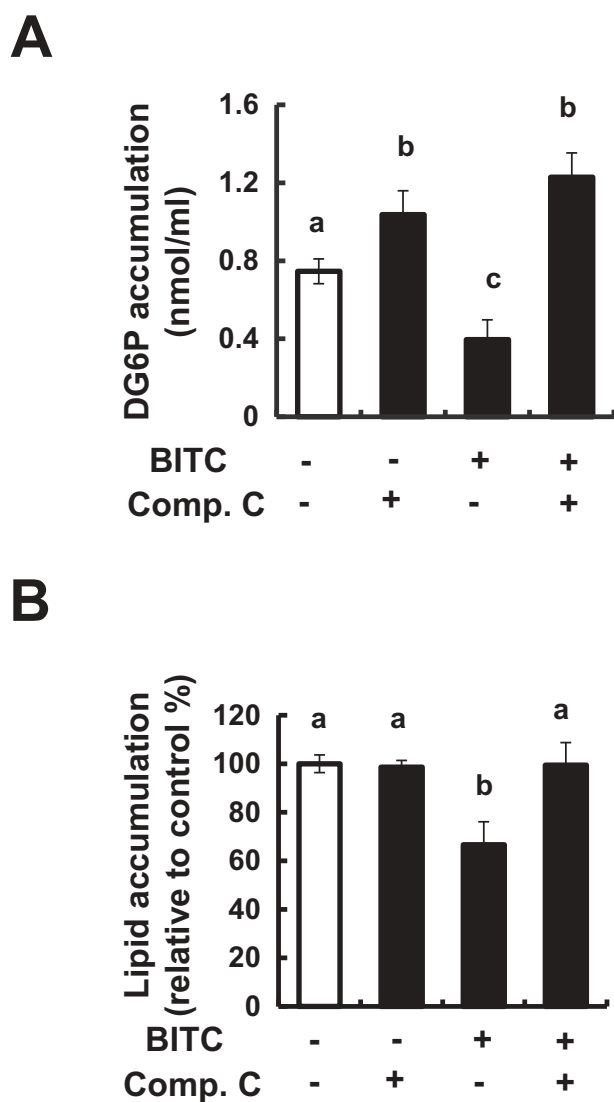 A
DG6P accumulation
(nmol/ml)
1.6
1.2
0.8
0.4
0
a
b
c
b
BITC - - + +
Comp. C - + - +
B
Lipid accumulation
(relative to control %)
120
100
80
60
40
20
0
a
a
b
a
BITC - - + +
Comp. C - + - +